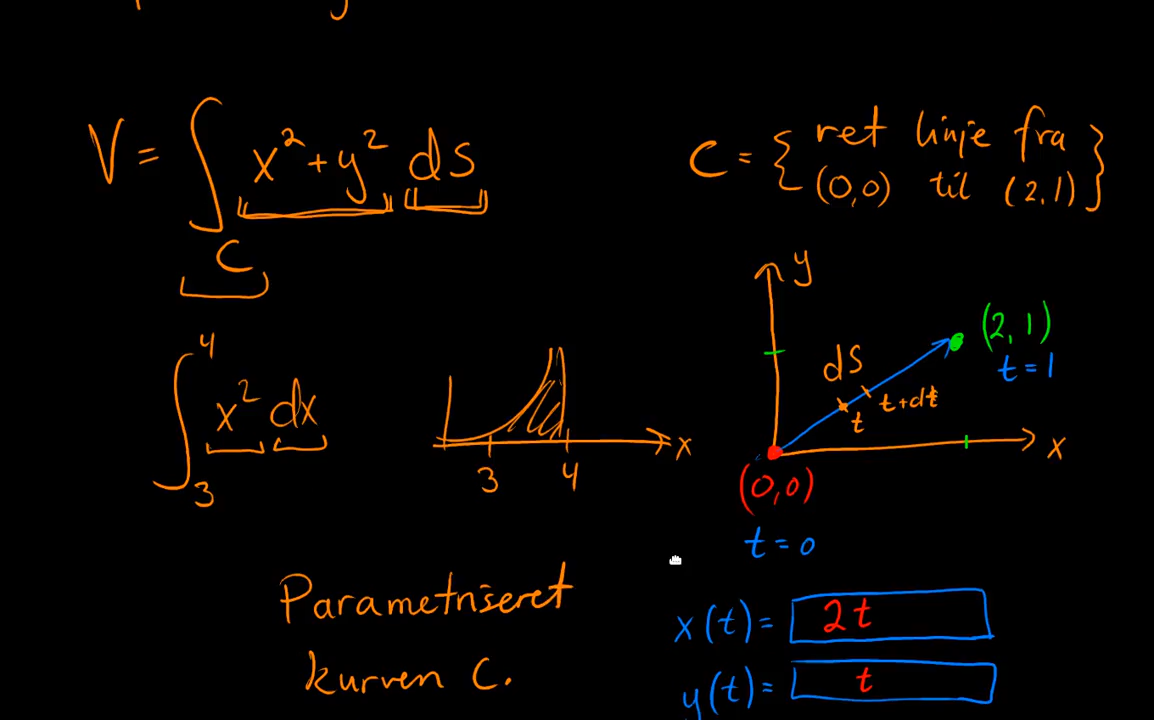 V = ∫_C x² + y² ds
C = { ret linje fra
(0,0) til (2,1) }
∫_3^4 x² dx
3 4 x
y
(2,1)
t = 1
ds
t+dt
t
x
(0,0)
t = 0
Parametriseret
kurven C.
x(t) = 2t
y(t) = t